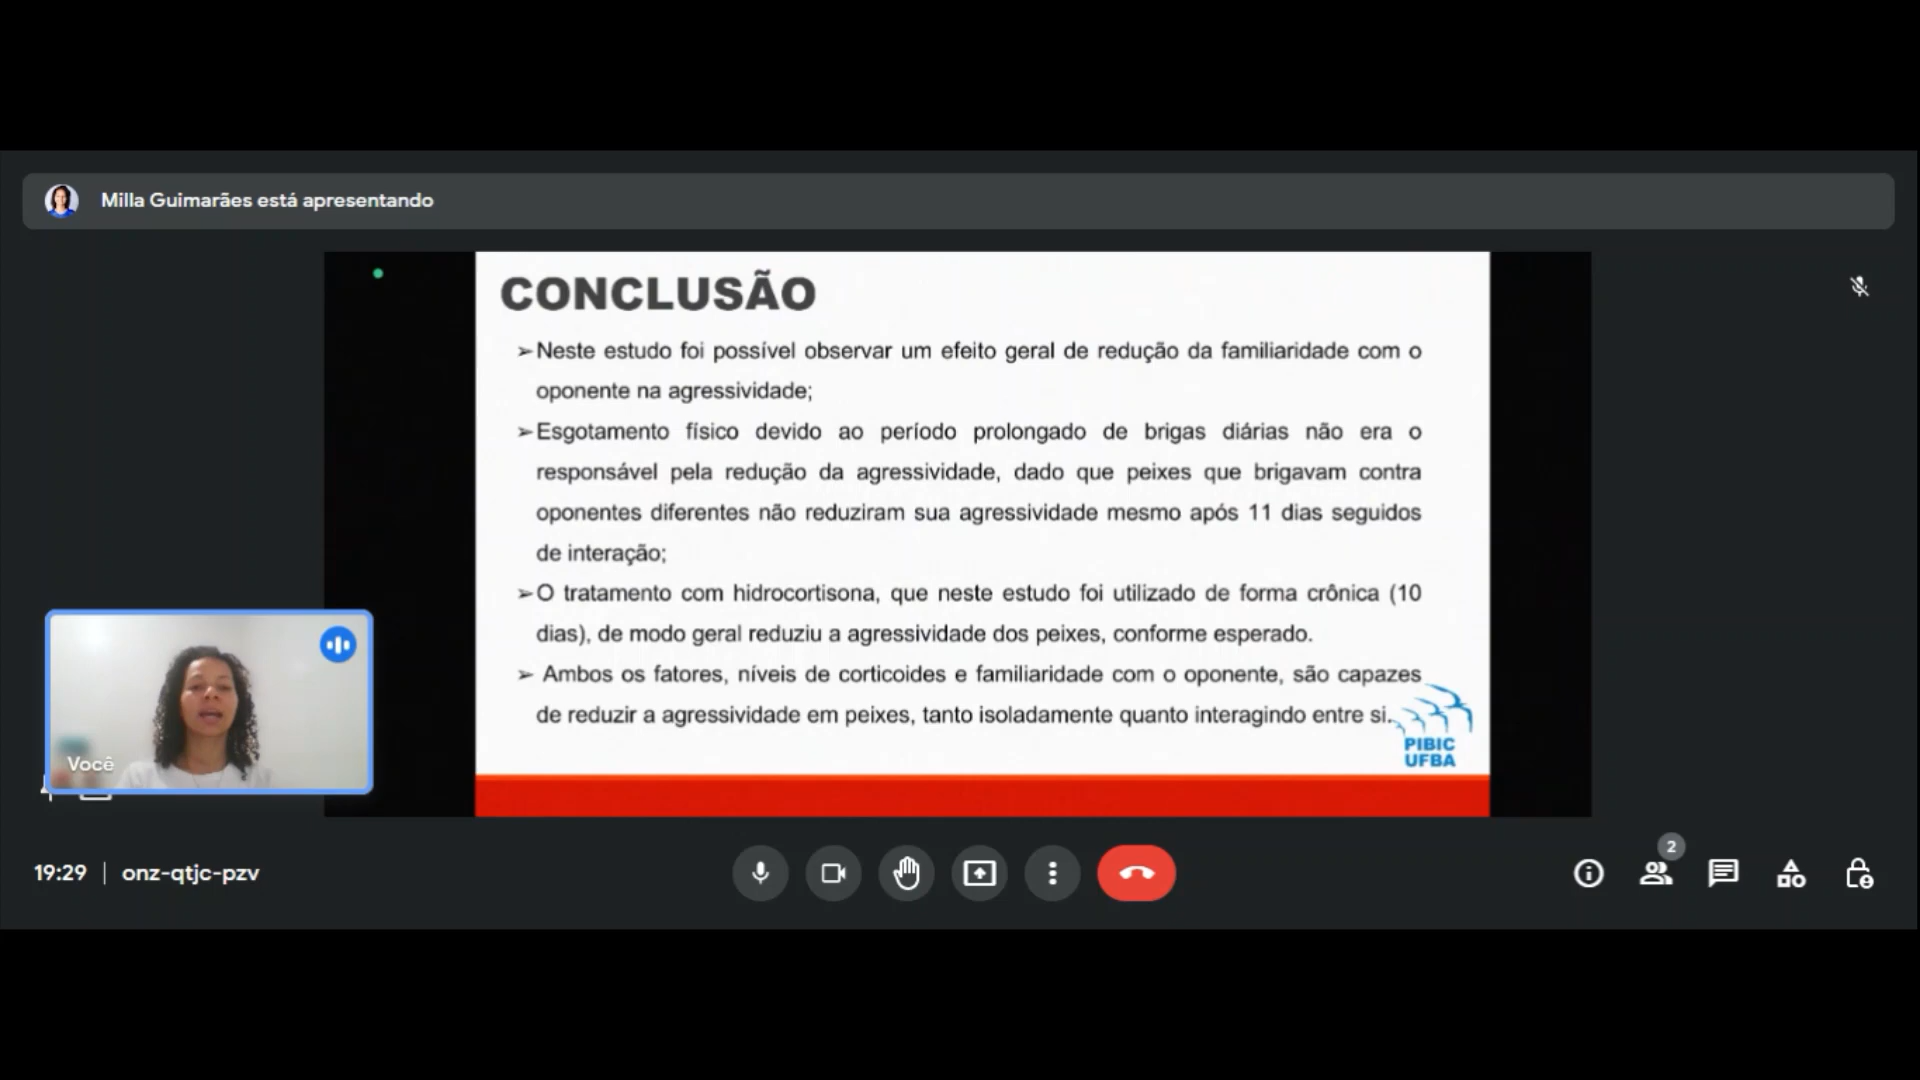 Milla Guimarães está apresentando
CONCLUSÃO
➢Neste estudo foi possível observar um efeito geral de redução da familiaridade com o
oponente na agressividade;
➢Esgotamento físico devido ao período prolongado de brigas diárias não era o
responsável pela redução da agressividade, dado que peixes que brigavam contra
oponentes diferentes não reduziram sua agressividade mesmo após 11 dias seguidos
de interação;
➢O tratamento com hidrocortisona, que neste estudo foi utilizado de forma crônica (10
dias), de modo geral reduziu a agressividade dos peixes, conforme esperado.
➢ Ambos os fatores, níveis de corticoides e familiaridade com o oponente, são capazes
de reduzir a agressividade em peixes, tanto isoladamente quanto interagindo entre si.
PIBIC
UFBA
Você
19:29 | onz-qtjc-pzv
2